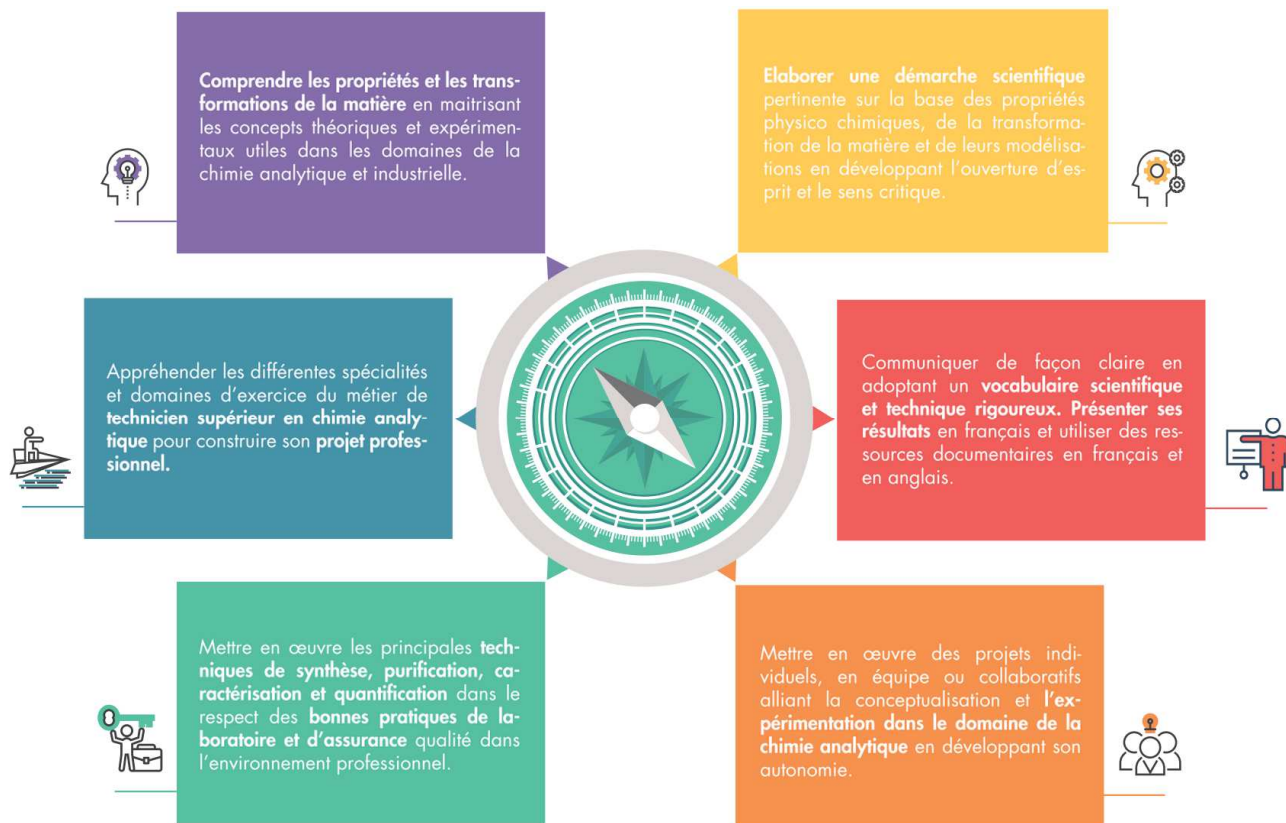 Comprendre les propriétés et les trans-
formations de la matière en maitrisant
les concepts théoriques et expérimen-
taux utiles dans les domaines de la
chimie analytique et industrielle.
Elaborer une démarche scientifique
pertinente sur la base des propriétés
physico chimiques, de la transforma-
tion de la matière et de leurs modélisa-
tions en développant l'ouverture d'es-
prit et le sens critique.
Appréhender les différentes spécialités
et domaines d'exercice du métier de
technicien supérieur en chimie analy-
tique pour construire son projet profes-
sionnel.
Communiquer de façon claire en
adoptant un vocabulaire scientifique
et technique rigoureux. Présenter ses
résultats en français et utiliser des res-
sources documentaires en français et
en anglais.
Mettre en œuvre les principales tech-
niques de synthèse, purification, ca-
ractérisation et quantification dans le
respect des bonnes pratiques de la-
boratoire et d'assurance qualité dans
l'environnement professionnel.
Mettre en œuvre des projets indi-
viduels, en équipe ou collaboratifs
alliant la conceptualisation et l'ex-
périmentation dans le domaine de la
chimie analytique en développant son
autonomie.